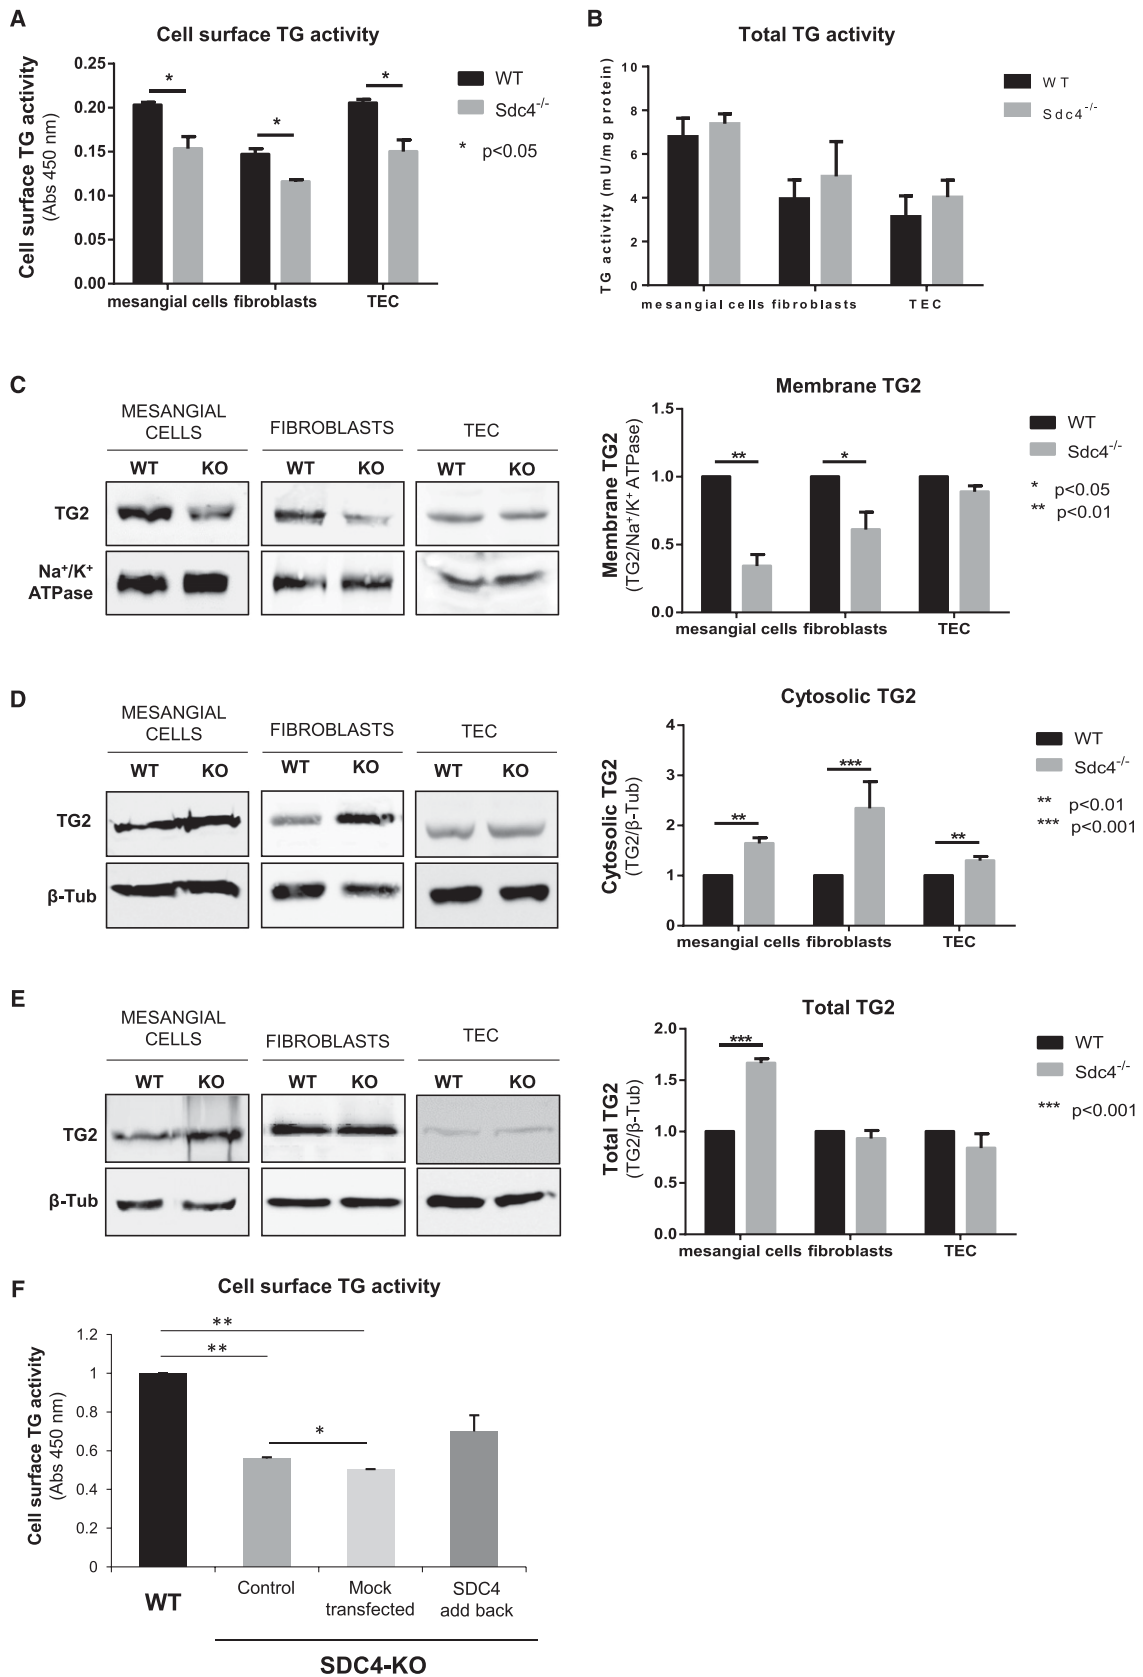 A
Cell surface TG activity
Cell surface TG activity
(Abs 450 nm)
0.25
0.20
0.15
0.10
0.05
0.00
*
*
*
mesangial cells fibroblasts TEC
WT
Sdc4-/-
* p<0.05
B
Total TG activity
TG activity (mU/mg protein)
10
8
6
4
2
0
mesangial cells fibroblasts TEC
WT
Sdc4-/-
C
MESANGIAL
CELLS
FIBROBLASTS
TEC
WT KO WT KO WT KO
TG2
Na+/K+
ATPase
Membrane TG2
Membrane TG2
(TG2/Na+/K+ ATPase)
1.5
1.0
0.5
0.0
**
*
mesangial cells fibroblasts TEC
WT
Sdc4-/-
* p<0.05
** p<0.01
D
MESANGIAL
CELLS
FIBROBLASTS
TEC
WT KO WT KO WT KO
TG2
β-Tub
Cytosolic TG2
Cytosolic TG2
(TG2/β-Tub)
4
3
2
1
0
**
***
**
mesangial cells fibroblasts TEC
WT
Sdc4-/-
** p<0.01
*** p<0.001
E
MESANGIAL
CELLS
FIBROBLASTS
TEC
WT KO WT KO WT KO
TG2
β-Tub
Total TG2
Total TG2
(TG2/β-Tub)
2.0
1.5
1.0
0.5
0.0
***
mesangial cells fibroblasts TEC
WT
Sdc4-/-
*** p<0.001
F
Cell surface TG activity
Cell surface TG activity
(Abs 450 nm)
1.2
1
0.8
0.6
0.4
0.2
0
**
**
*
WT
Control
Mock
transfected
SDC4
add back
SDC4-KO